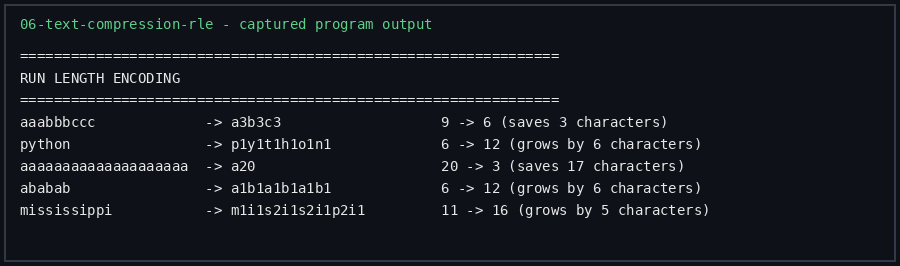 06-text-compression-rle - captured program output
================================================================
RUN LENGTH ENCODING
================================================================
aaabbbccc             -> a3b3c3                   9 -> 6 (saves 3 characters)
python                -> p1y1t1h1o1n1             6 -> 12 (grows by 6 characters)
aaaaaaaaaaaaaaaaaaaa  -> a20                      20 -> 3 (saves 17 characters)
ababab                -> a1b1a1b1a1b1             6 -> 12 (grows by 6 characters)
mississippi           -> m1i1s2i1s2i1p2i1         11 -> 16 (grows by 5 characters)